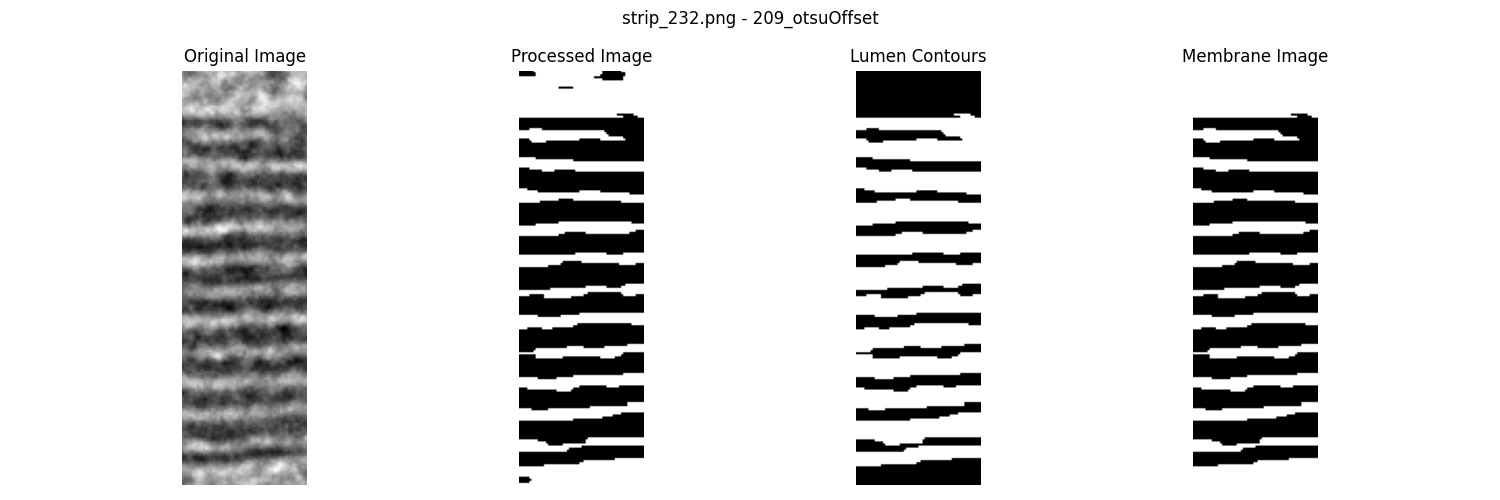 strip_232.png - 209_otsuOffset
Original Image
Processed Image
Lumen Contours
Membrane Image